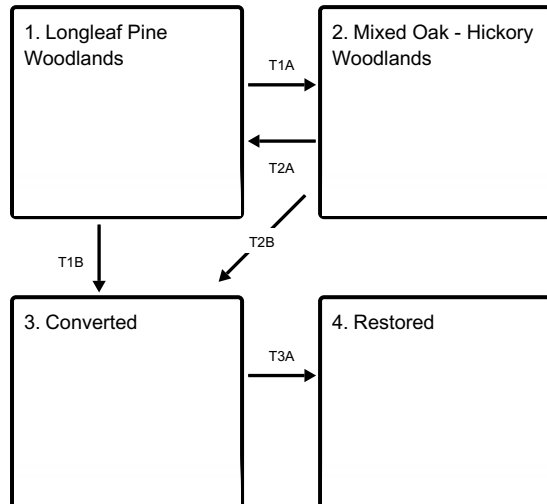 1. Longleaf Pine
Woodlands
T1A
2. Mixed Oak - Hickory
Woodlands
T2A
T1B
T2B
3. Converted
T3A
4. Restored